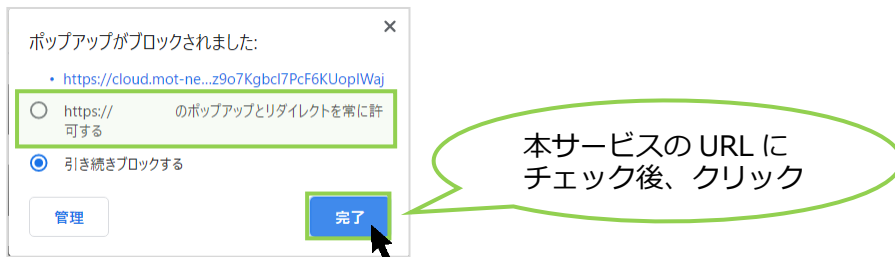 ポップアップがブロックされました:
• https://cloud.mot-ne...z9o7Kgbcl7PcF6KUopIWaj
https:// のポップアップとリダイレクトを常に許
可する
引き続きブロックする
管理
完了
本サービスの URL に
チェック後、クリック